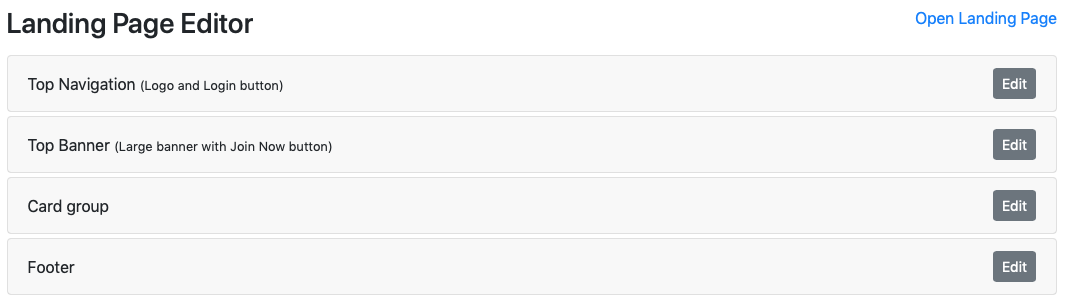 Landing Page Editor
Open Landing Page
Top Navigation (Logo and Login button)
Edit
Top Banner (Large banner with Join Now button)
Edit
Card group
Edit
Footer
Edit